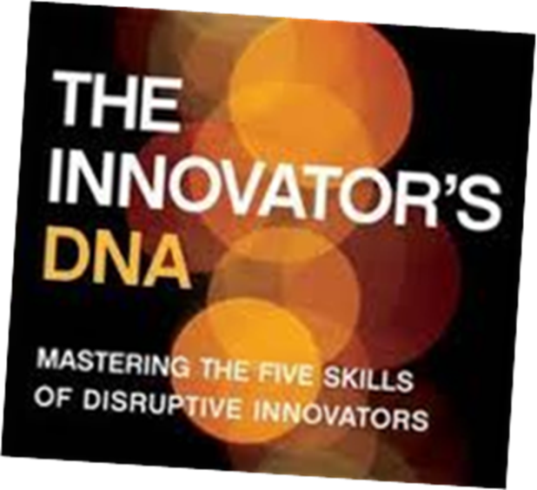 THE
INNOVATOR'S
DNA
MASTERING THE FIVE SKILLS
OF DISRUPTIVE INNOVATORS